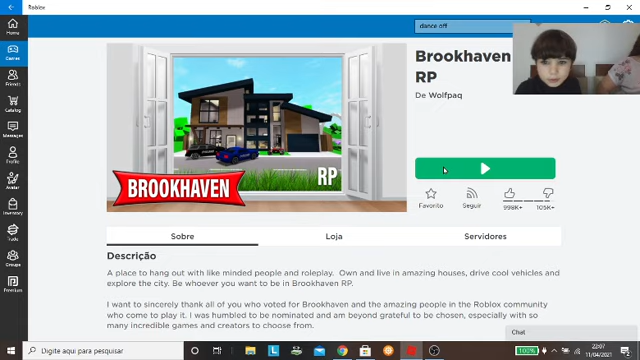 Roblox
dance off
Home
Games
Friends
Catalog
Messages
Profile
Avatar
Inventory
Trade
Groups
Premium
BROOKHAVEN
RP
Brookhaven
RP
De Wolfpaq
Favorito
Seguir
998K+
105K+
Sobre
Loja
Servidores
Descrição
A place to hang out with like minded people and roleplay. Own and live in amazing houses, drive cool vehicles and
explore the city. Be whoever you want to be in Brookhaven RP.
I want to sincerely thank all of you who voted for Brookhaven and the amazing people in the Roblox community
who come to play it. I was humbled to be nominated and am beyond grateful to be chosen, especially with so
many incredible games and creators to choose from.
Chat
Digite aqui para pesquisar
100%
22:07
11/04/2021